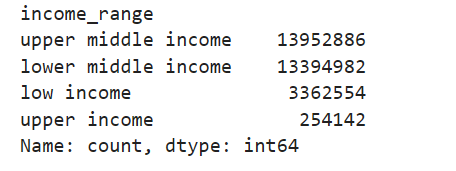 income_range
upper middle income    13952886
lower middle income    13394982
low income              3362554
upper income             254142
Name: count, dtype: int64